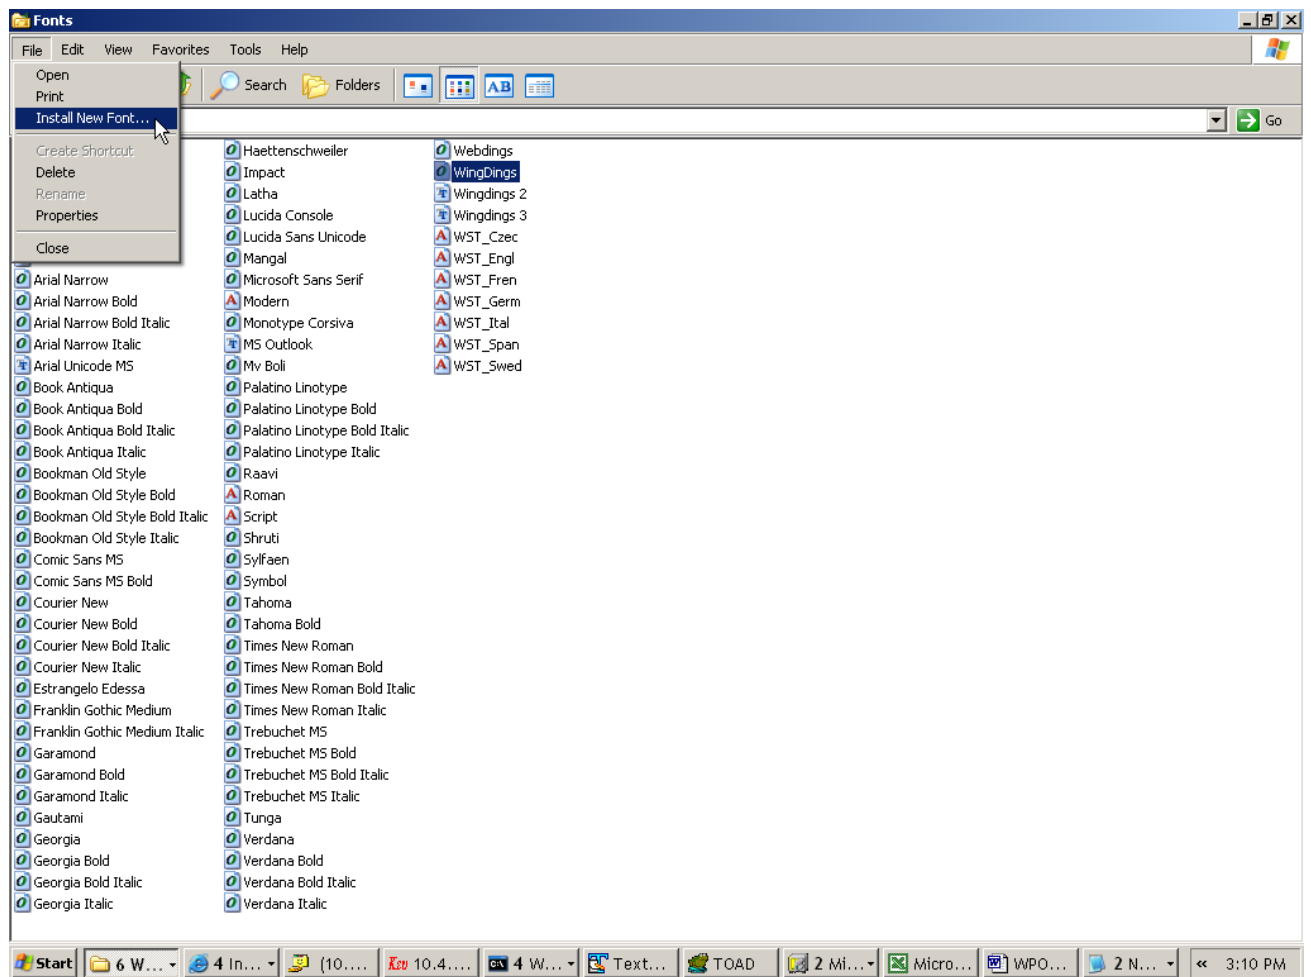 Fonts
File Edit View Favorites Tools Help
Search Folders AB
Go
Open
Print
Install New Font...
Create Shortcut
Delete
Rename
Properties
Close
Arial Narrow
Arial Narrow Bold
Arial Narrow Bold Italic
Arial Narrow Italic
Arial Unicode MS
Book Antiqua
Book Antiqua Bold
Book Antiqua Bold Italic
Book Antiqua Italic
Bookman Old Style
Bookman Old Style Bold
Bookman Old Style Bold Italic
Bookman Old Style Italic
Comic Sans MS
Comic Sans MS Bold
Courier New
Courier New Bold
Courier New Bold Italic
Courier New Italic
Estrangelo Edessa
Franklin Gothic Medium
Franklin Gothic Medium Italic
Garamond
Garamond Bold
Garamond Italic
Gautami
Georgia
Georgia Bold
Georgia Bold Italic
Georgia Italic
Haettenschweiler
Impact
Latha
Lucida Console
Lucida Sans Unicode
Mangal
Microsoft Sans Serif
Modern
Monotype Corsiva
MS Outlook
Mv Boli
Palatino Linotype
Palatino Linotype Bold
Palatino Linotype Bold Italic
Palatino Linotype Italic
Raavi
Roman
Script
Shruti
Sylfaen
Symbol
Tahoma
Tahoma Bold
Times New Roman
Times New Roman Bold
Times New Roman Bold Italic
Times New Roman Italic
Trebuchet MS
Trebuchet MS Bold
Trebuchet MS Bold Italic
Trebuchet MS Italic
Tunga
Verdana
Verdana Bold
Verdana Bold Italic
Verdana Italic
Webdings
WingDings
Wingdings 2
Wingdings 3
WST_Czec
WST_Engl
WST_Fren
WST_Germ
WST_Ital
WST_Span
WST_Swed
Start 6 W... 4 In... (10.... 10.4.... 4 W... Text... TOAD 2 Mi... Micro... WPO... 2 N... « 3:10 PM